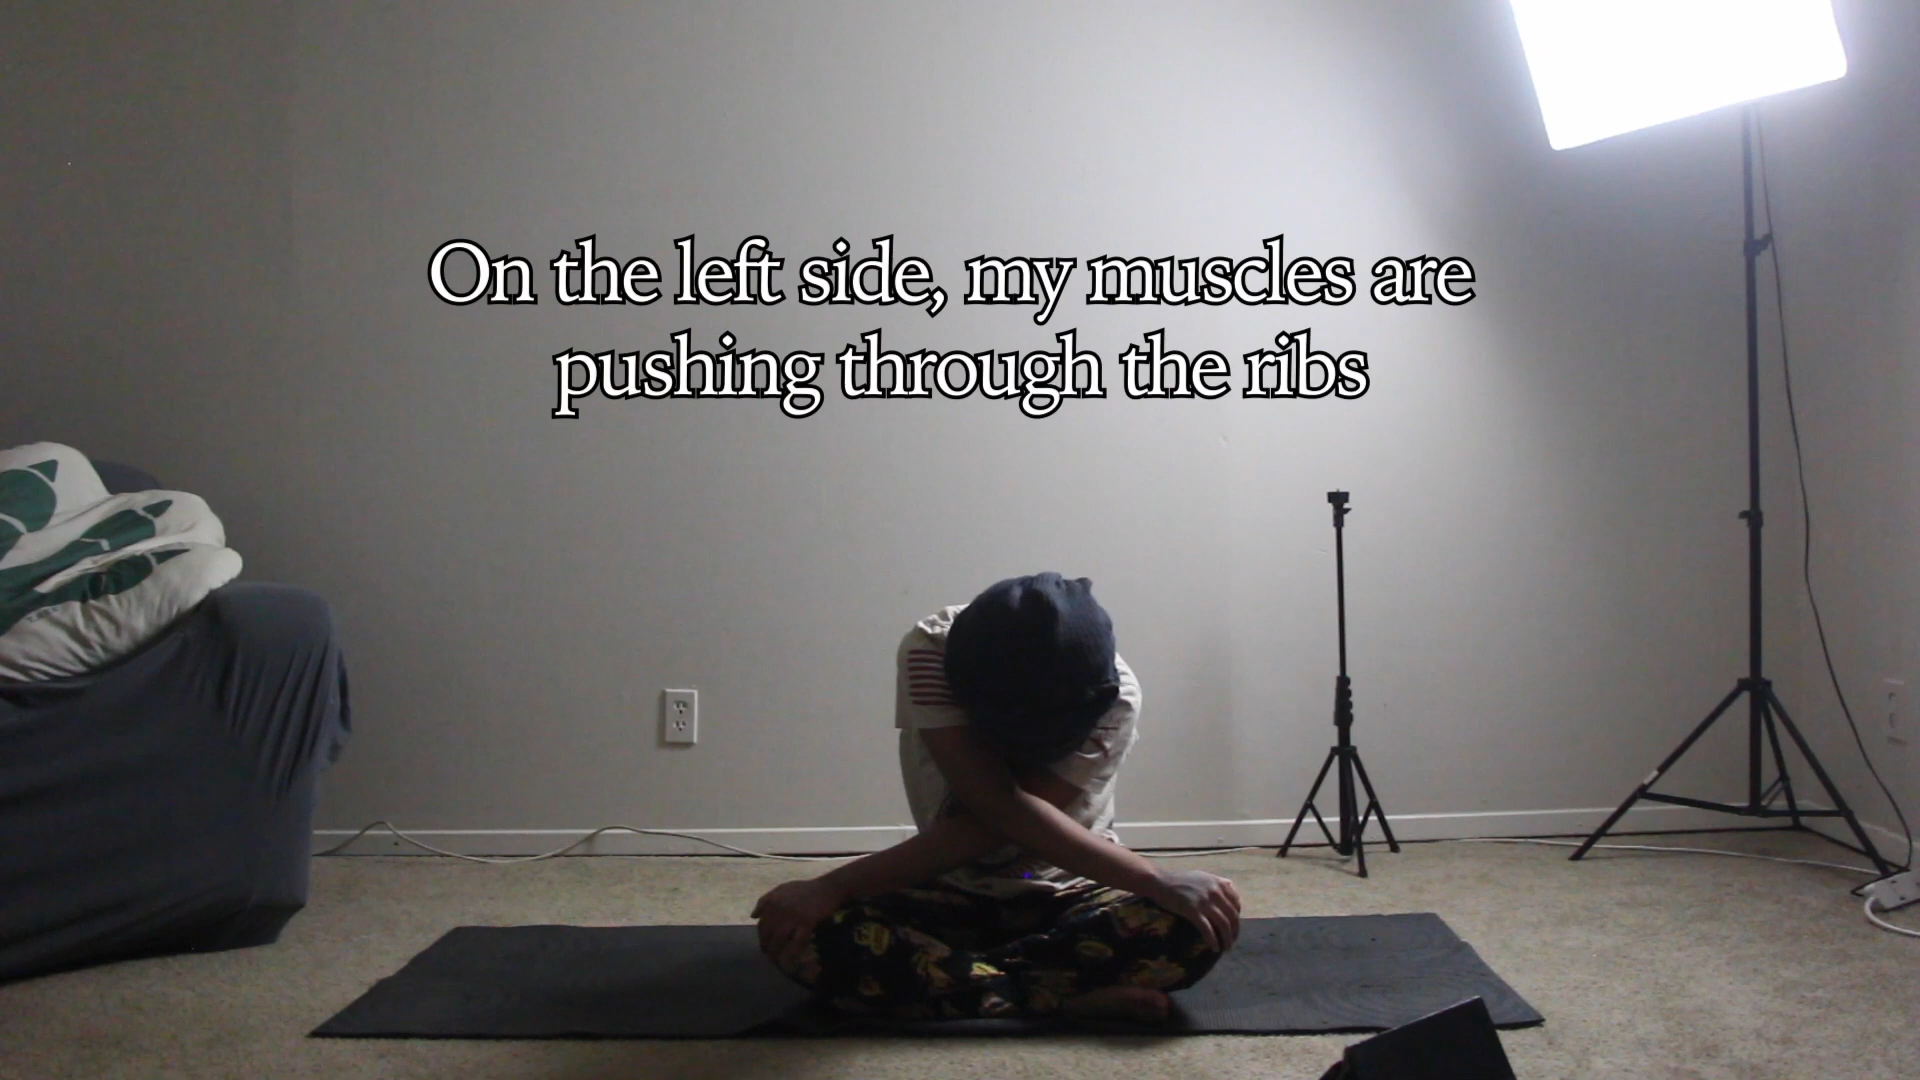 On the left side, my muscles are
pushing through the ribs